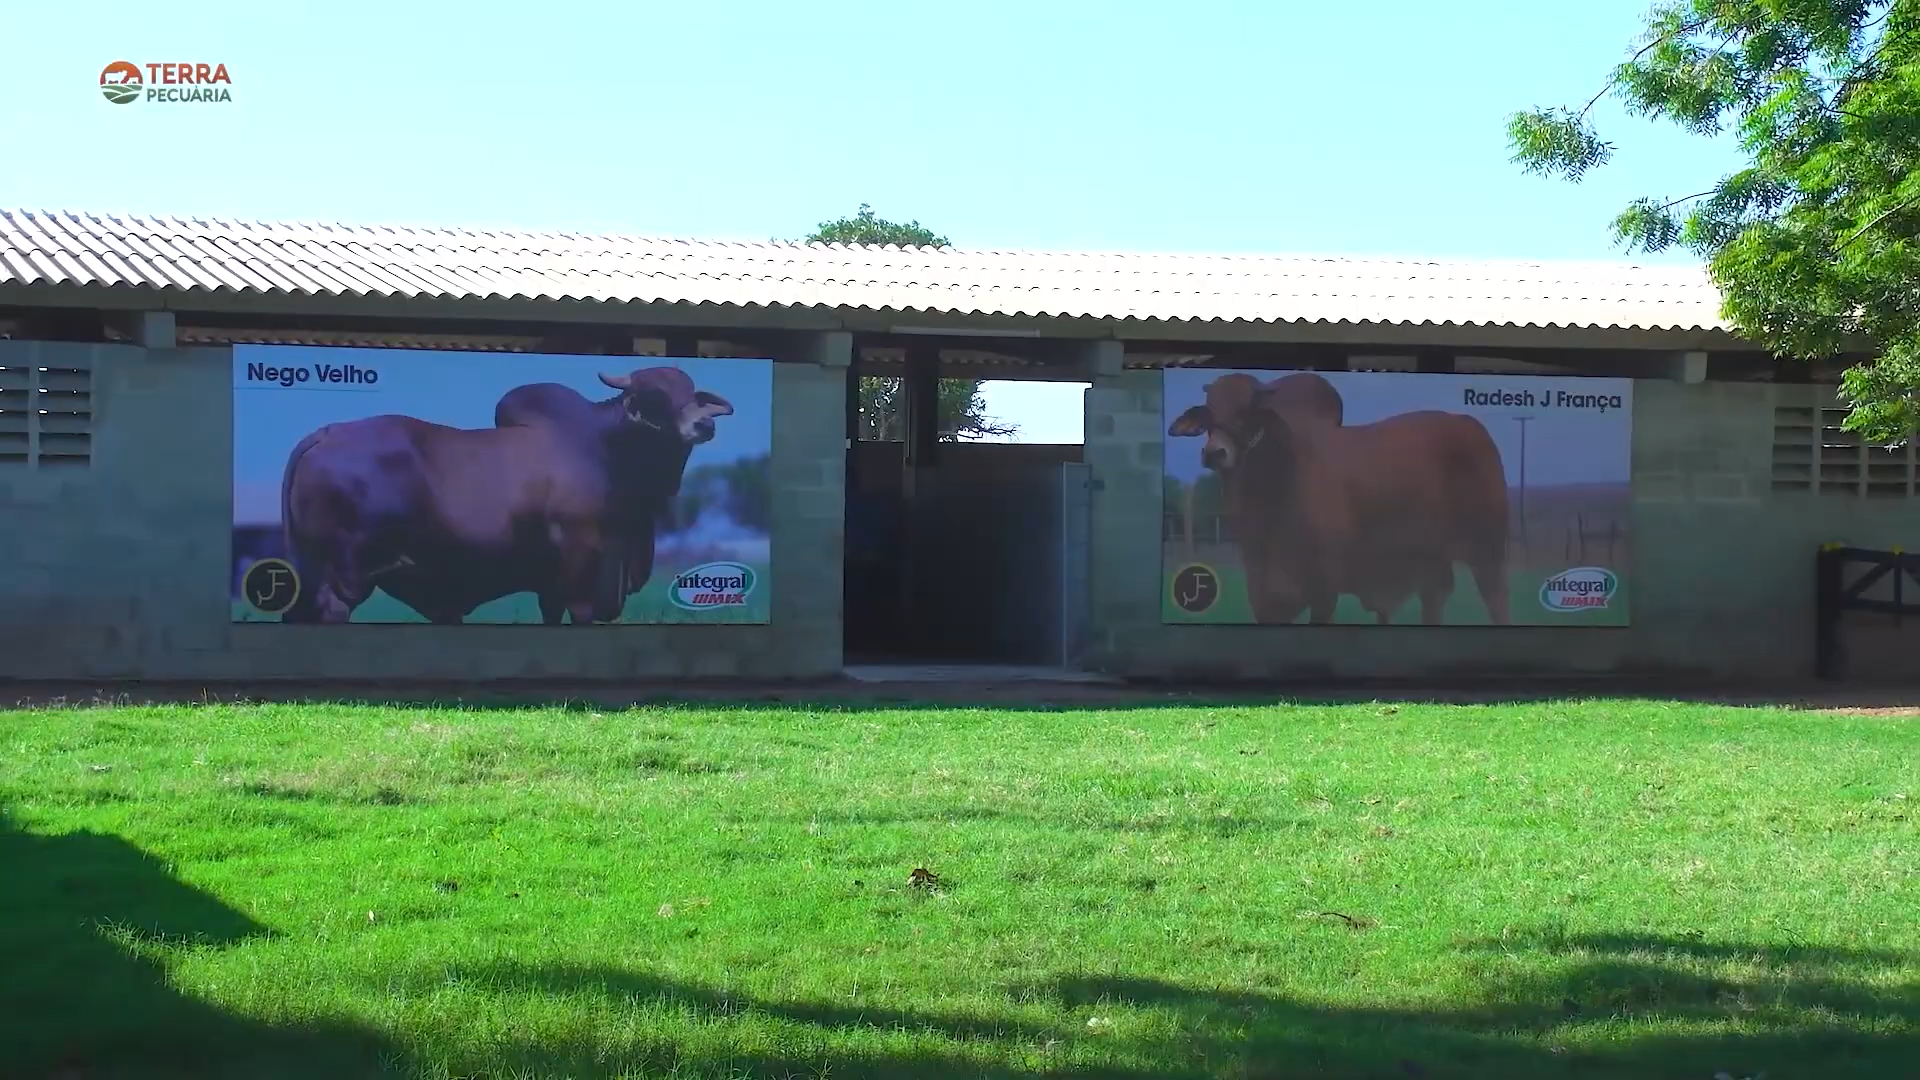 TERRA
PECUÁRIA
Nego Velho
Radesh J França
JF
integral
MIX
JF
integral
MIX